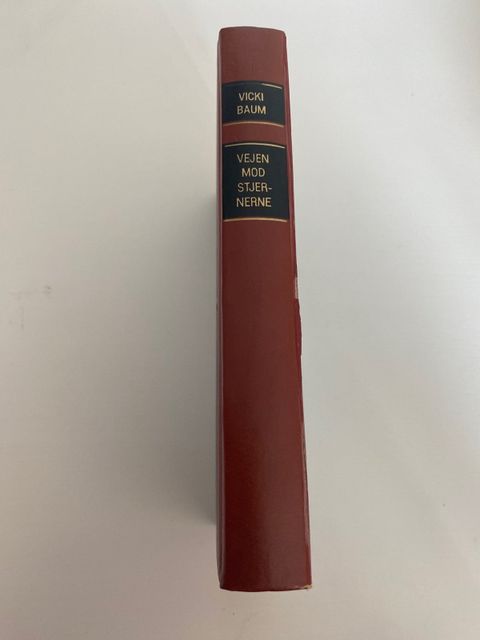 VICKI
BAUM
VEJEN
MOD
STJER-
NERNE